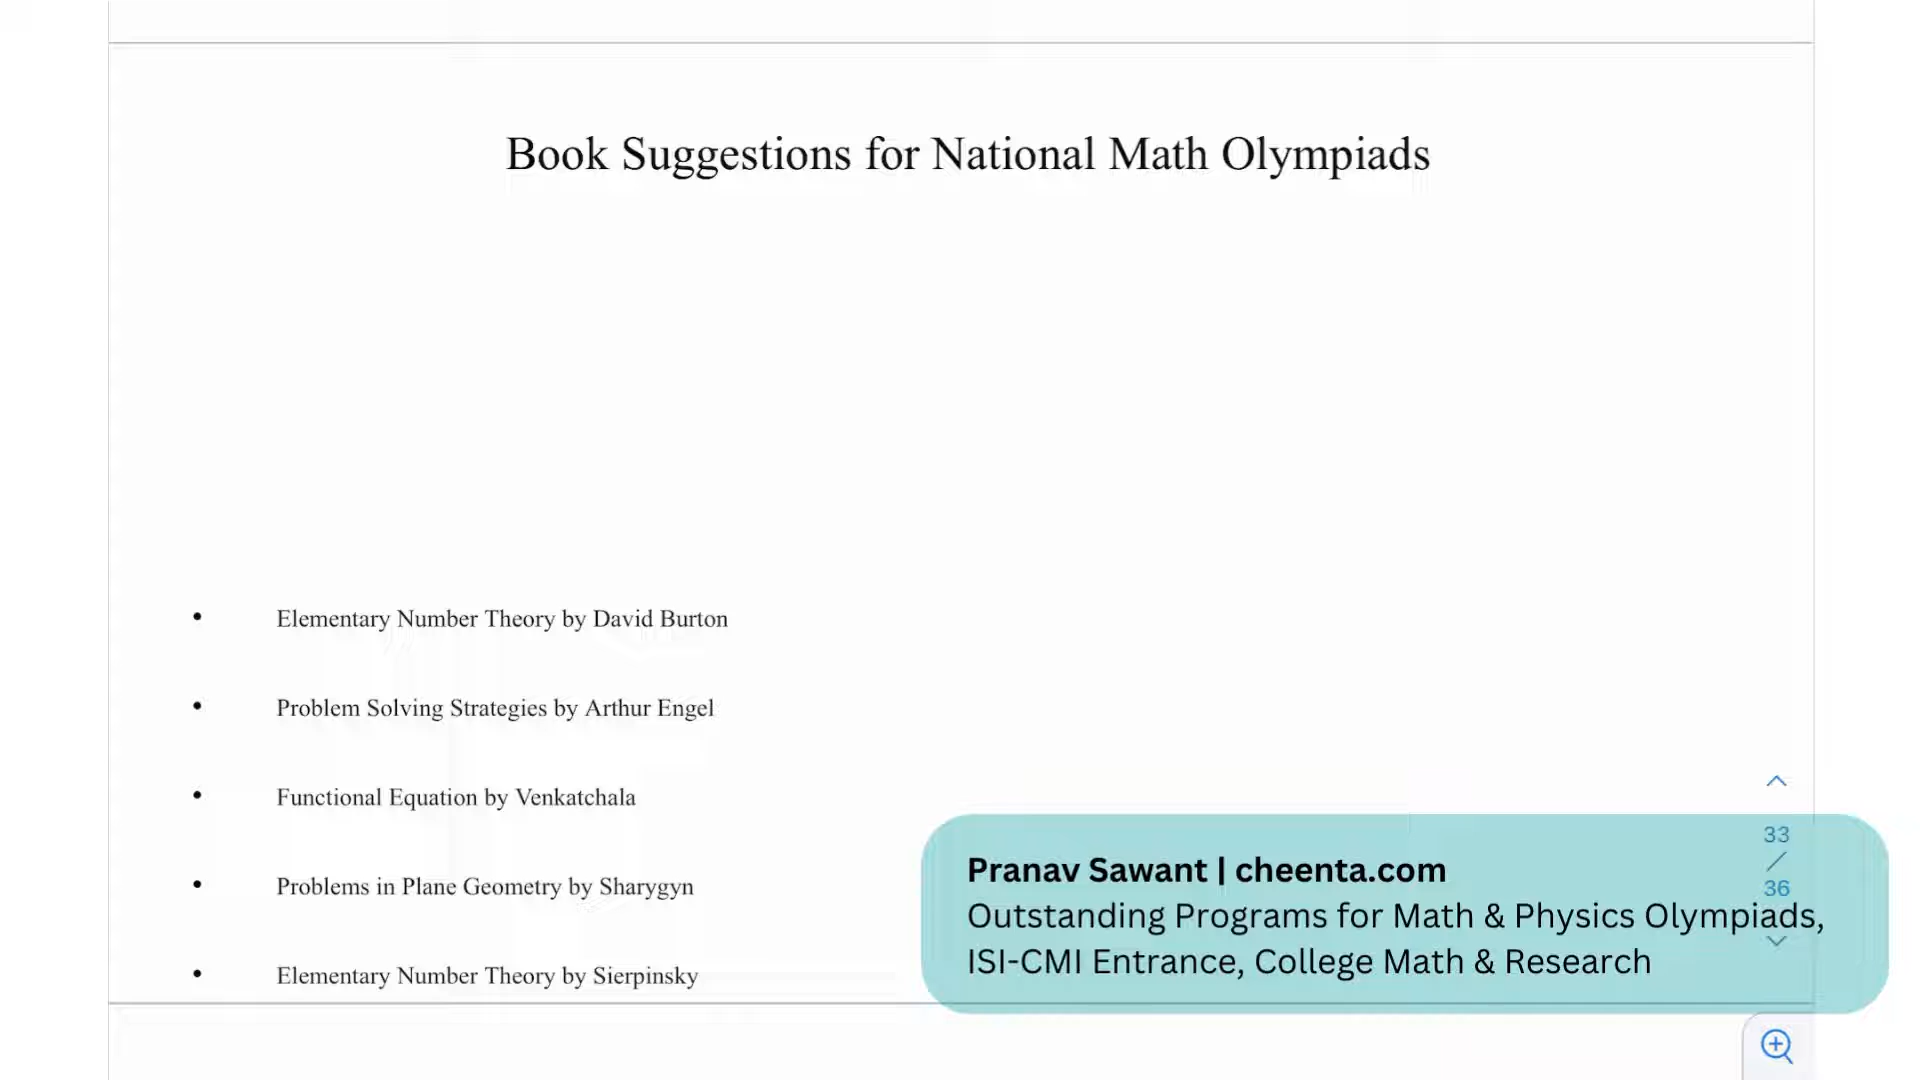 Book Suggestions for National Math Olympiads
• Elementary Number Theory by David Burton
• Problem Solving Strategies by Arthur Engel
• Functional Equation by Venkatchala
• Problems in Plane Geometry by Sharygyn
• Elementary Number Theory by Sierpinsky
33
/
36
Pranav Sawant | cheenta.com
Outstanding Programs for Math & Physics Olympiads,
ISI-CMI Entrance, College Math & Research